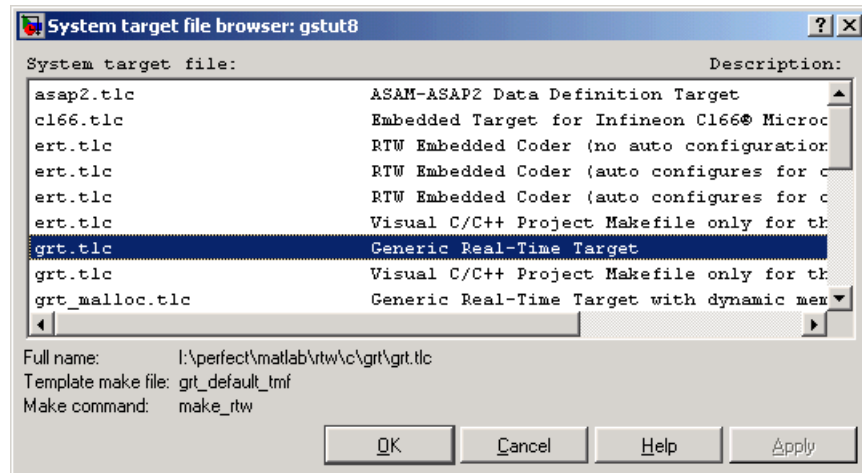 System target file browser: gstut8
System target file: Description:
asap2.tlc ASAM-ASAP2 Data Definition Target
c166.tlc Embedded Target for Infineon C166® Microc
ert.tlc RTW Embedded Coder (no auto configuration
ert.tlc RTW Embedded Coder (auto configures for c
ert.tlc RTW Embedded Coder (auto configures for c
ert.tlc Visual C/C++ Project Makefile only for th
grt.tlc Generic Real-Time Target
grt.tlc Visual C/C++ Project Makefile only for th
grt_malloc.tlc Generic Real-Time Target with dynamic mem
Full name: I:\perfect\matlab\rtw\c\grt\grt.tlc
Template make file: grt_default_tmf
Make command: make_rtw
OK Cancel Help Apply